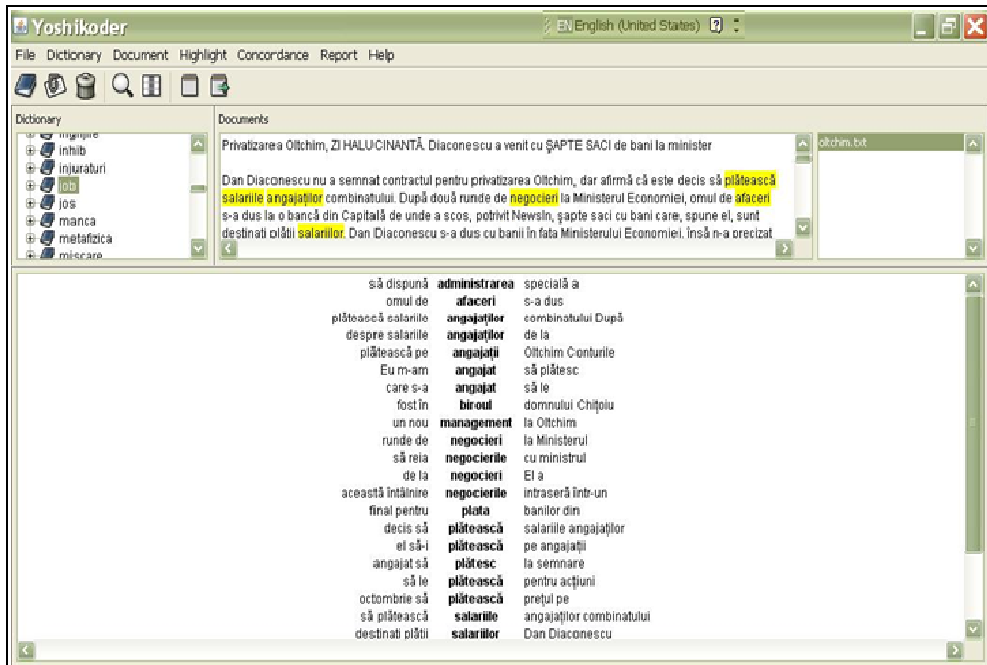 Yoshikoder
EN English (United States)
File Dictionary Document Highlight Concordance Report Help
Dictionary
inhib
injuraturi
job
jos
manca
metafizica
miscare
Documents
Privatizarea Oltchim, ZI HALUCINANTĂ. Diaconescu a venit cu ŞAPTE SACI de bani la minister
Dan Diaconescu nu a semnat contractul pentru privatizarea Oltchim, dar afirmă că este decis să plătească
salariile angajaţilor combinatului. După două runde de negocieri la Ministerul Economiei, omul de afaceri
s-a dus la o bancă din Capitală de unde a scos, potrivit NewsIn, şapte saci cu bani care, spune el, sunt
destinati plătii salariilor. Dan Diaconescu s-a dus cu banii în fata Ministerului Economiei, însă n-a precizat
oltchim.txt
să dispună administrarea specială a
omul de afaceri s-a dus
plătească salariile angajaţilor combinatului După
despre salariile angajaţilor de la
plătească pe angajaţii Oltchim Conturile
Eu m-am angajat să plătesc
care s-a angajat să le
fost în biroul domnului Chiţoiu
un nou management la Oltchim
runde de negocieri la Ministerul
să reia negocierile cu ministrul
de la negocieri El a
această întâlnire negocierile intraseră într-un
final pentru plata banilor din
decis să plătească salariile angajaţilor
el să-i plătească pe angajaţii
angajat să plătesc la semnare
să le plătească pentru acţiuni
octombrie să plătească preţul pe
să plătească salariile angajaţilor combinatului
destinati plătii salariilor Dan Diaconescu